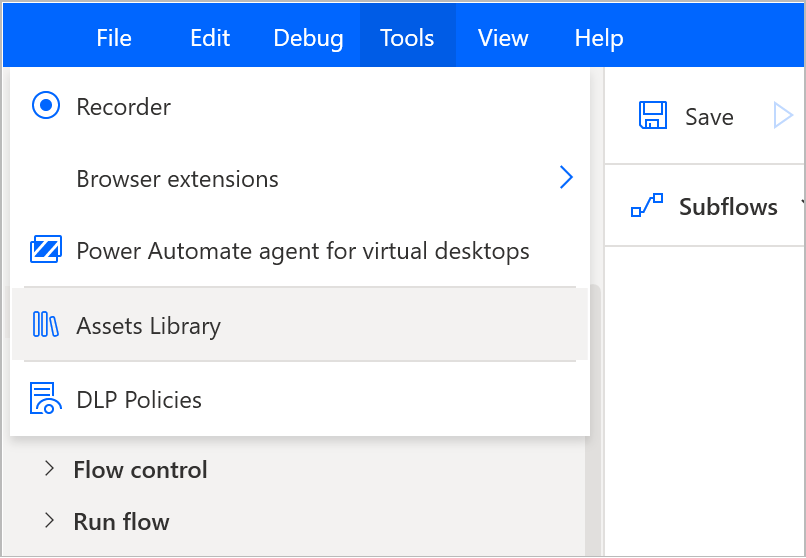 File Edit Debug Tools View Help
Recorder
Browser extensions
Power Automate agent for virtual desktops
Assets Library
DLP Policies
Flow control
Run flow
Save
Subflows